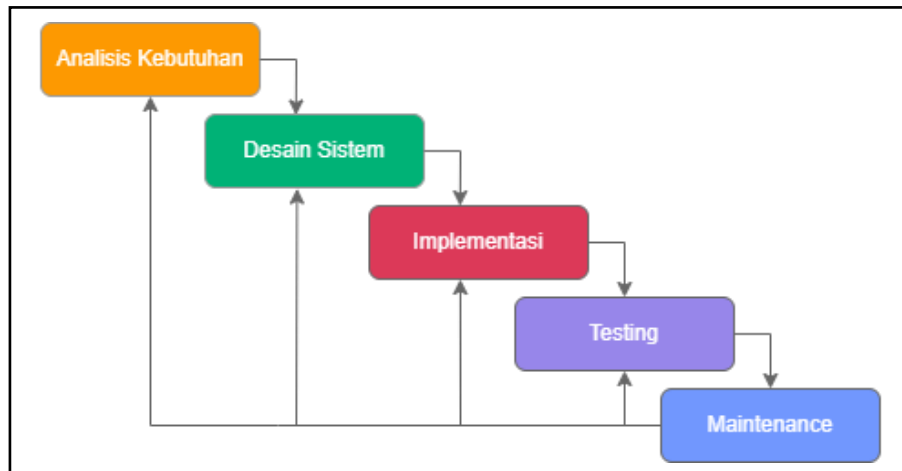 Analisis Kebutuhan
Desain Sistem
Implementasi
Testing
Maintenance